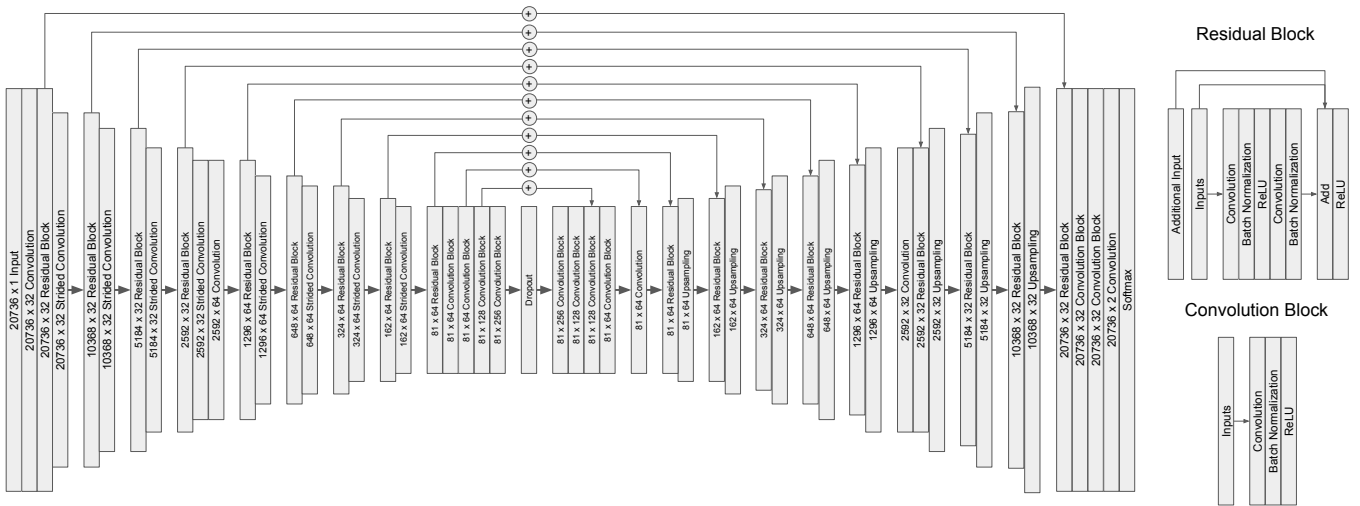 +
+
+
+
+
+
+
+
+
+
+
20736 x 1 Input
20736 x 32 Convolution
20736 x 32 Residual Block
20736 x 32 Strided Convolution
10368 x 32 Residual Block
10368 x 32 Strided Convolution
5184 x 32 Residual Block
5184 x 32 Strided Convolution
2592 x 32 Residual Block
2592 x 32 Strided Convolution
2592 x 64 Convolution
1296 x 64 Residual Block
1296 x 64 Strided Convolution
648 x 64 Residual Block
648 x 64 Strided Convolution
324 x 64 Residual Block
324 x 64 Strided Convolution
162 x 64 Residual Block
162 x 64 Strided Convolution
81 x 64 Residual Block
81 x 64 Convolution Block
81 x 64 Convolution Block
81 x 128 Convolution Block
81 x 256 Convolution Block
Dropout
81 x 256 Convolution Block
81 x 128 Convolution Block
81 x 128 Convolution Block
81 x 64 Convolution Block
81 x 64 Convolution
81 x 64 Residual Block
81 x 64 Upsampling
162 x 64 Residual Block
162 x 64 Upsampling
324 x 64 Residual Block
324 x 64 Upsampling
648 x 64 Residual Block
648 x 64 Upsampling
1296 x 64 Residual Block
1296 x 64 Upsampling
2592 x 32 Convolution
2592 x 32 Residual Block
2592 x 32 Upsampling
5184 x 32 Residual Block
5184 x 32 Upsampling
10368 x 32 Residual Block
10368 x 32 Upsampling
20736 x 32 Residual Block
20736 x 32 Convolution Block
20736 x 32 Convolution Block
20736 x 2 Convolution
Softmax
Residual Block
Additional Input
Inputs
Convolution
Batch Normalization
ReLU
Convolution
Batch Normalization
Add
ReLU
Convolution Block
Inputs
Convolution
Batch Normalization
ReLU